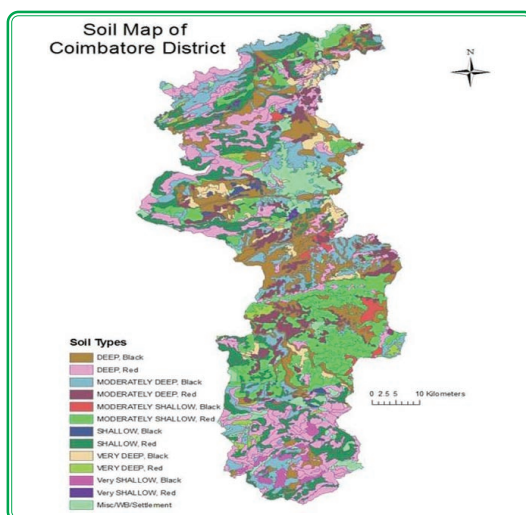 Soil Map of
Coimbatore District
N
Soil Types
DEEP, Black
DEEP, Red
MODERATELY DEEP, Black
MODERATELY DEEP, Red
MODERATELY SHALLOW, Black
MODERATELY SHALLOW, Red
SHALLOW, Black
SHALLOW, Red
VERY DEEP, Black
VERY DEEP, Red
Very SHALLOW, Black
Very SHALLOW, Red
Misc/WB/Settlement
0 2.5 5 10 Kilometers